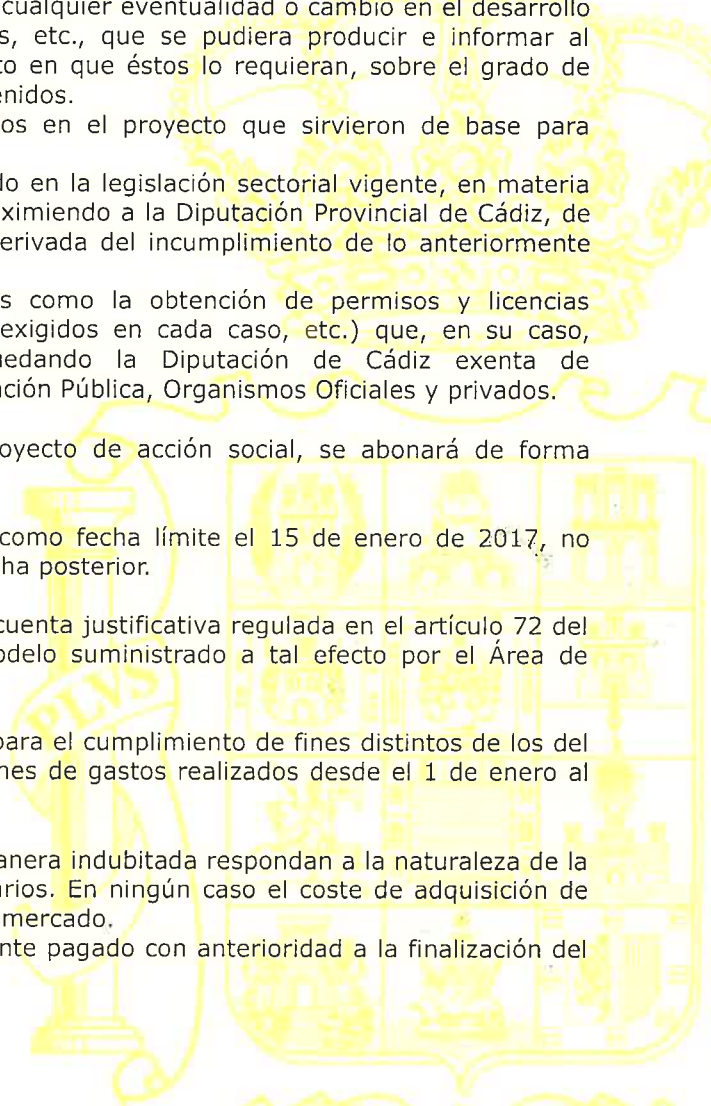 cualquier eventualidad o cambio en el desarrollo
s, etc., que se pudiera producir e informar al
to en que éstos lo requieran, sobre el grado de
enidos.
os en el proyecto que sirvieron de base para
do en la legislación sectorial vigente, en materia
ximiendo a la Diputación Provincial de Cádiz, de
erivada del incumplimiento de lo anteriormente
s como la obtención de permisos y licencias
exigidos en cada caso, etc.) que, en su caso,
uedando la Diputación de Cádiz exenta de
ación Pública, Organismos Oficiales y privados.
oyecto de acción social, se abonará de forma
como fecha límite el 15 de enero de 2017, no
ha posterior.
cuenta justificativa regulada en el artículo 72 del
odelo suministrado a tal efecto por el Área de
PLVS
para el cumplimiento de fines distintos de los del
nes de gastos realizados desde el 1 de enero al
anera indubitada respondan a la naturaleza de la
arios. En ningún caso el coste de adquisición de
mercado.
nte pagado con anterioridad a la finalización del